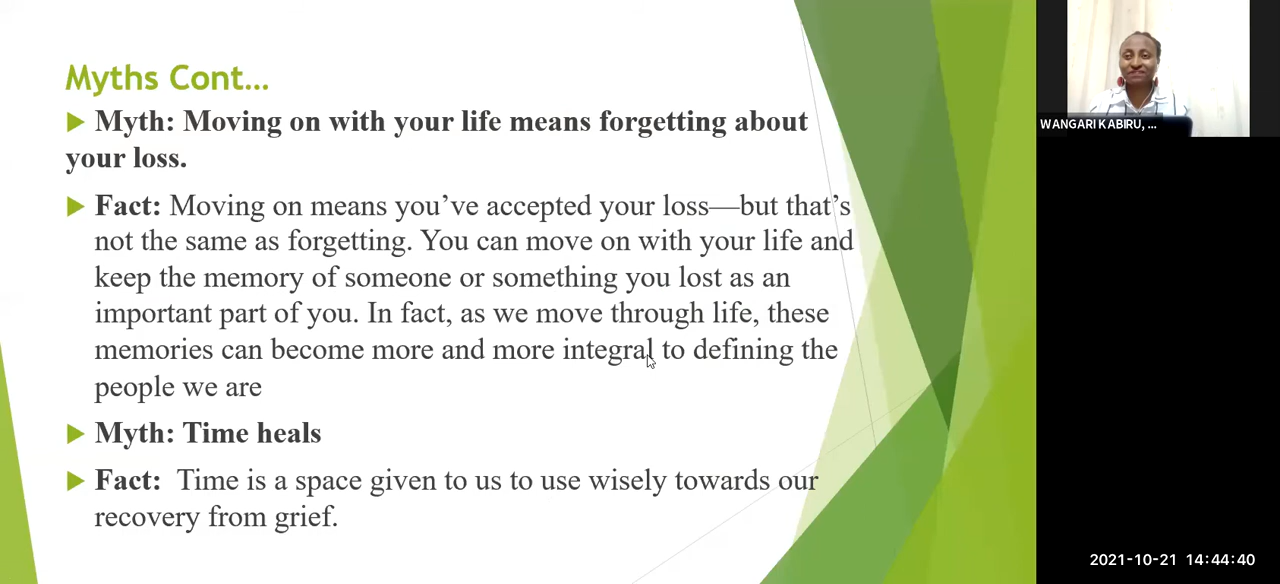 Myths Cont...
Myth: Moving on with your life means forgetting about
your loss.
Fact: Moving on means you’ve accepted your loss—but that’s
not the same as forgetting. You can move on with your life and
keep the memory of someone or something you lost as an
important part of you. In fact, as we move through life, these
memories can become more and more integral to defining the
people we are
Myth: Time heals
Fact: Time is a space given to us to use wisely towards our
recovery from grief.
WANGARI KABIRU, ...
2021-10-21 14:44:40